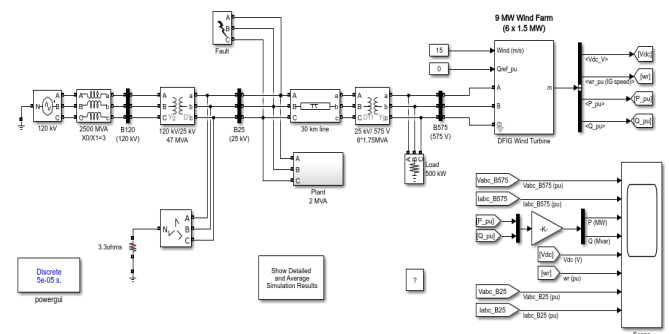 9 MW Wind Farm
(6 x 1.5 MW)
Fault
A
B
C
15
0
Wind (m/s)
Qref_pu
A
B
C
m
DFIG Wind Turbine
<Vdc_V>
<wr_pu (IG speed)>
<P_pu>
<Q_pu>
[Vdc]
[wr]
[P_pu]
[Q_pu]
N
A
B
C
120 kV
A a
B b
C c
2500 MVA
X0/X1=3
B120
(120 kV)
A a
B b
C c
120 kV/25 kV
47 MVA
B25
(25 kV)
A a
B b
C c
30 km line
A a
B b
C c
25 kV/ 575 V
6*1.75MVA
B575
(575 V)
A B C
Load
500 kW
A
B
C
Plant
2 MVA
N
A
B
C
3.3ohms
Discrete
5e-05 s.
powergui
Show Detailed
and Average
Simulation Results
?
Vabc_B575
Vabc_B575 (pu)
Iabc_B575
Iabc_B575 (pu)
[P_pu]
[Q_pu]
-K-
P (MW)
Q (Mvar)
[Vdc]
Vdc (V)
[wr]
wr (pu)
Vabc_B25
Vabc_B25 (pu)
Iabc_B25
Iabc_B25 (pu)